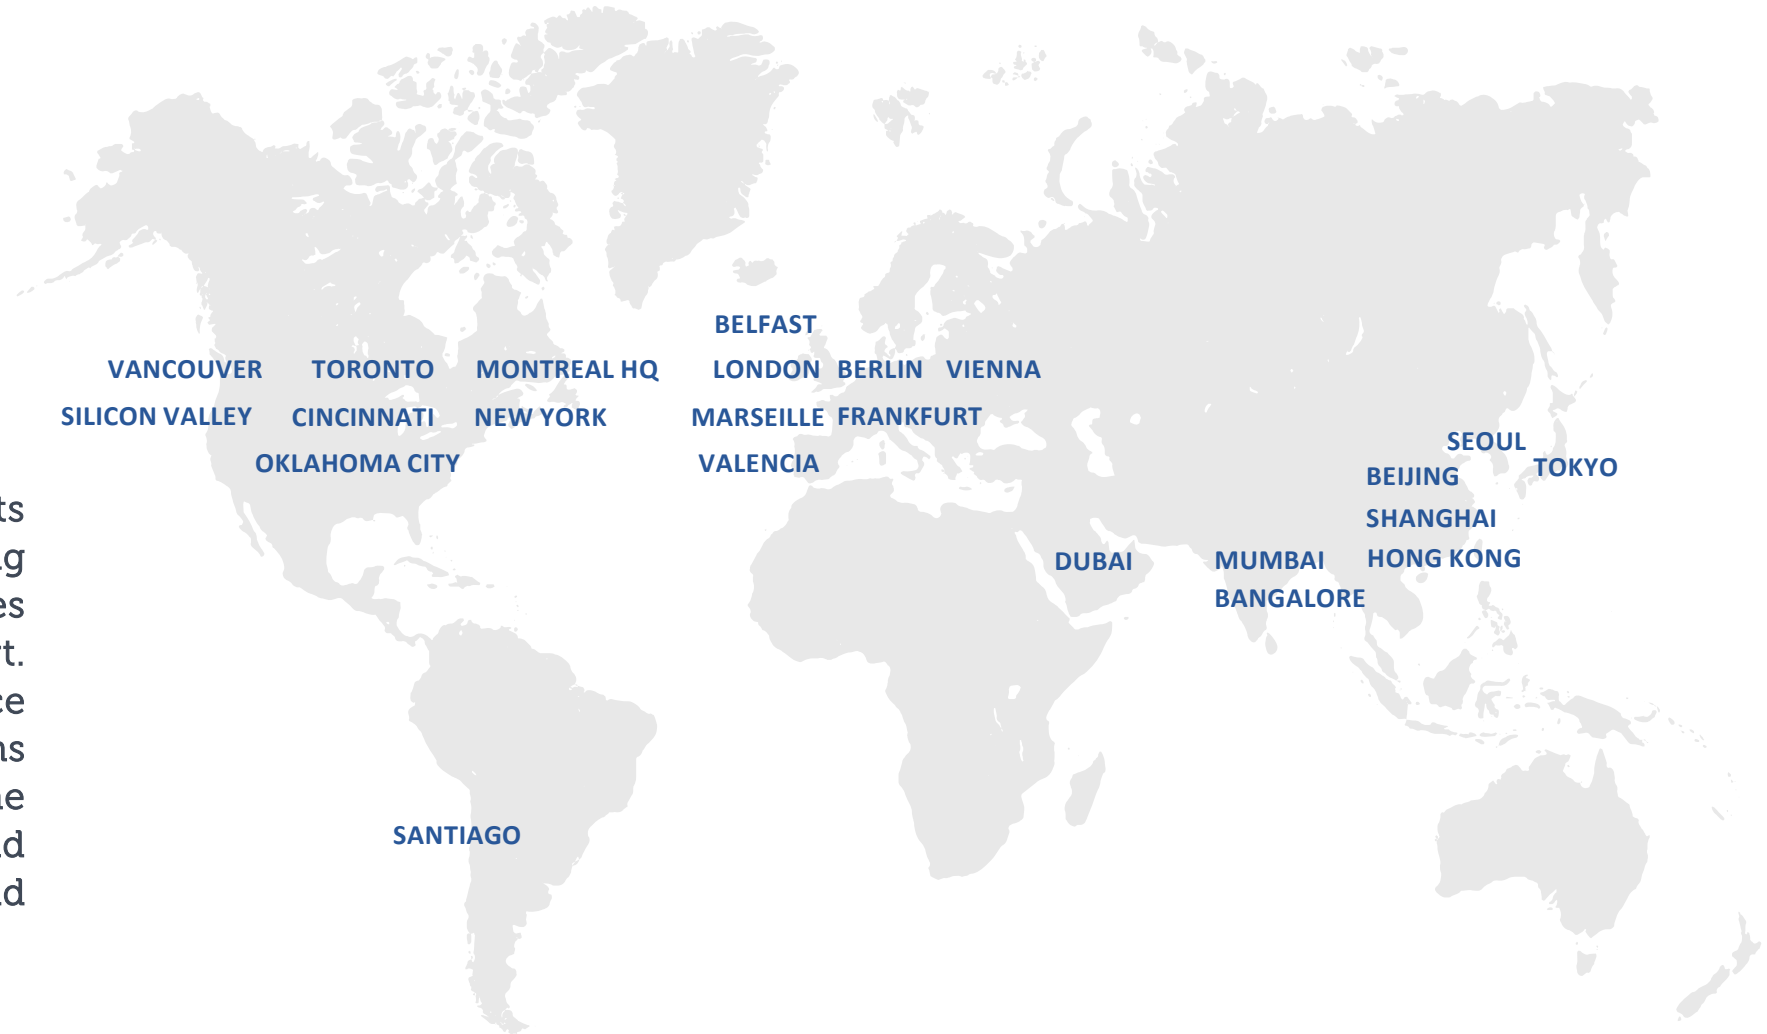 BELFAST
VANCOUVER TORONTO MONTREAL HQ LONDON BERLIN VIENNA
SILICON VALLEY CINCINNATI NEW YORK MARSEILLE FRANKFURT
SEOUL
OKLAHOMA CITY VALENCIA TOKYO
BEIJING
SHANGHAI
DUBAI MUMBAI HONG KONG
BANGALORE
SANTIAGO